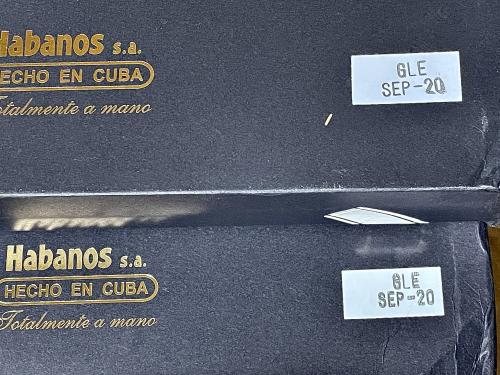 Habanos s.a.
HECHO EN CUBA
Totalmente a mano
GLE
SEP-20
Habanos s.a.
HECHO EN CUBA
Totalmente a mano
GLE
SEP-20